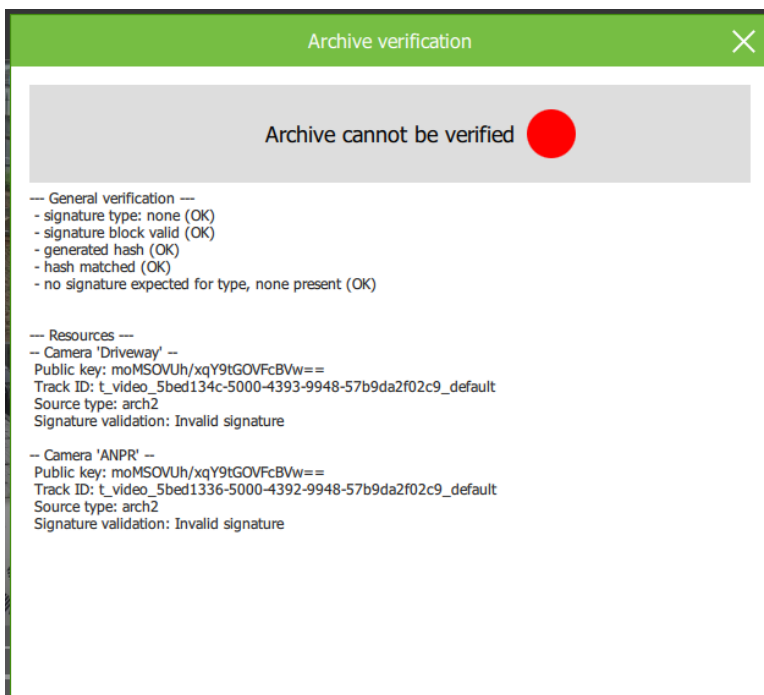 Archive verification
Archive cannot be verified
--- General verification ---
- signature type: none (OK)
- signature block valid (OK)
- generated hash (OK)
- hash matched (OK)
- no signature expected for type, none present (OK)
--- Resources ---
-- Camera 'Driveway' --
Public key: moMSOVUh/xqY9tGOVFcBVw==
Track ID: t_video_5bed134c-5000-4393-9948-57b9da2f02c9_default
Source type: arch2
Signature validation: Invalid signature
-- Camera 'ANPR' --
Public key: moMSOVUh/xqY9tGOVFcBVw==
Track ID: t_video_5bed1336-5000-4392-9948-57b9da2f02c9_default
Source type: arch2
Signature validation: Invalid signature